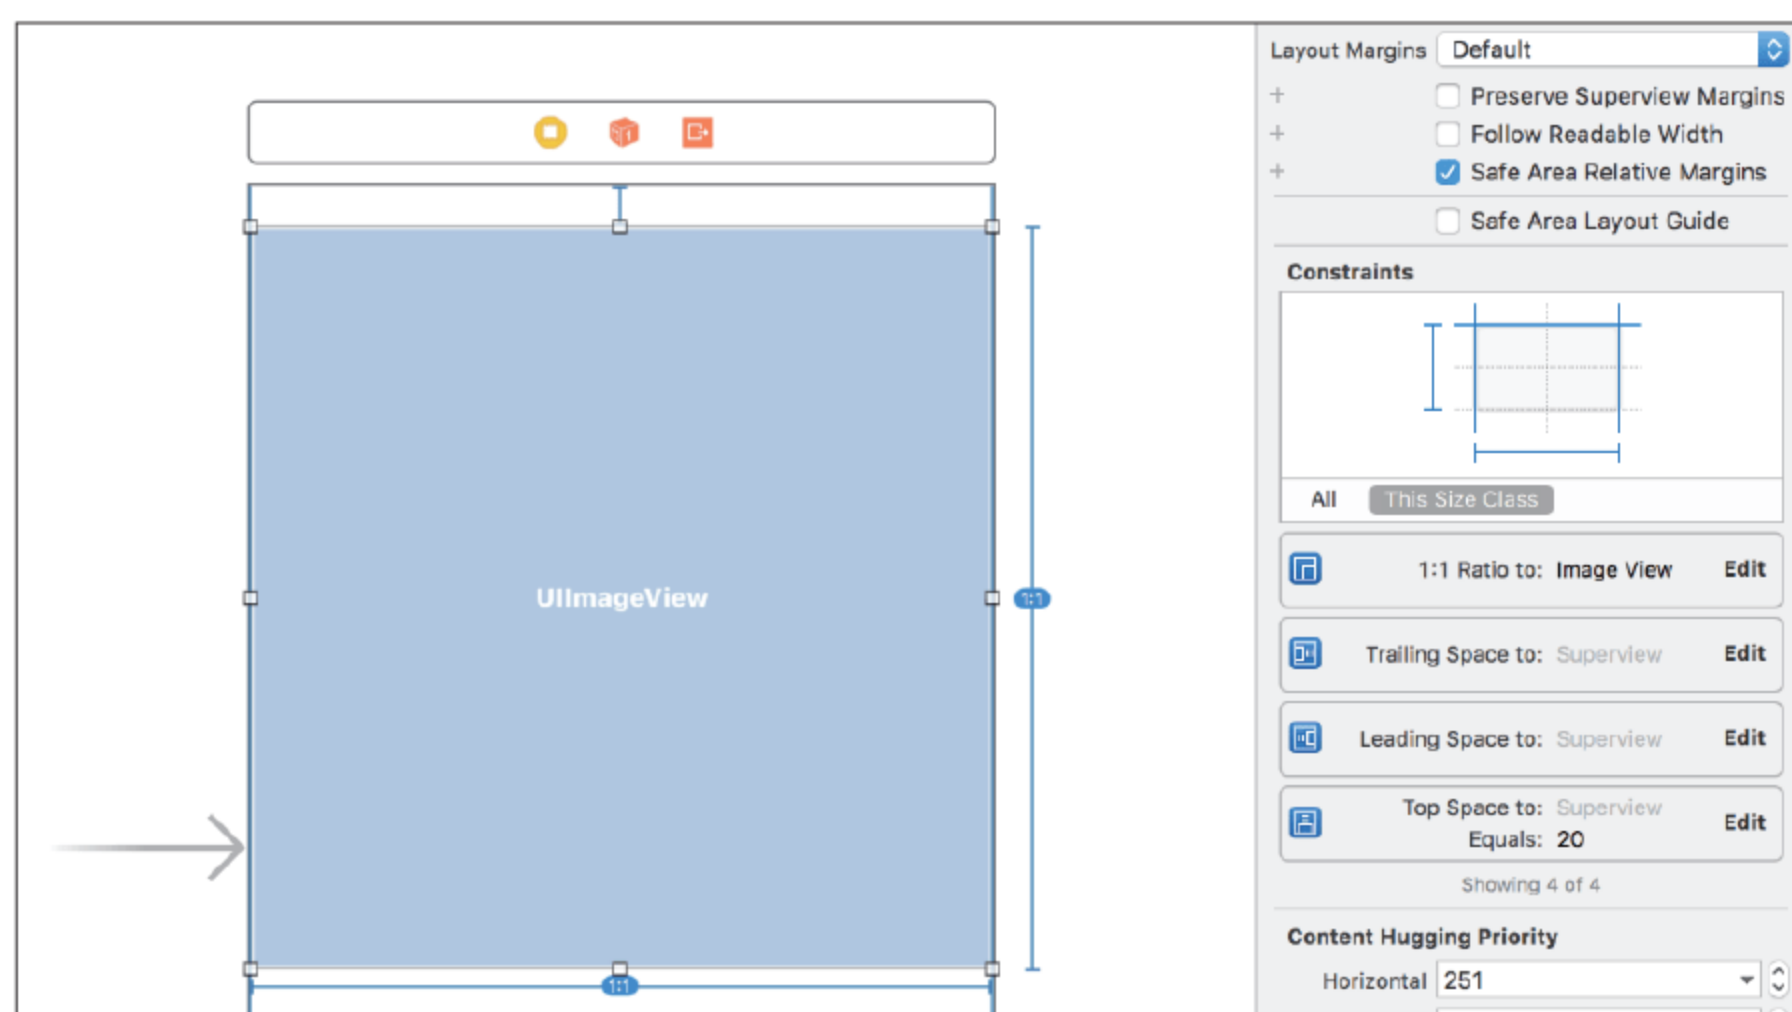 Layout Margins Default
Preserve Superview Margins
Follow Readable Width
Safe Area Relative Margins
Safe Area Layout Guide
Constraints
All This Size Class
1:1 Ratio to: Image View Edit
Trailing Space to: Superview Edit
Leading Space to: Superview Edit
Top Space to: Superview
Equals: 20 Edit
Showing 4 of 4
Content Hugging Priority
Horizontal 251
UIImageView
1:1
1:1